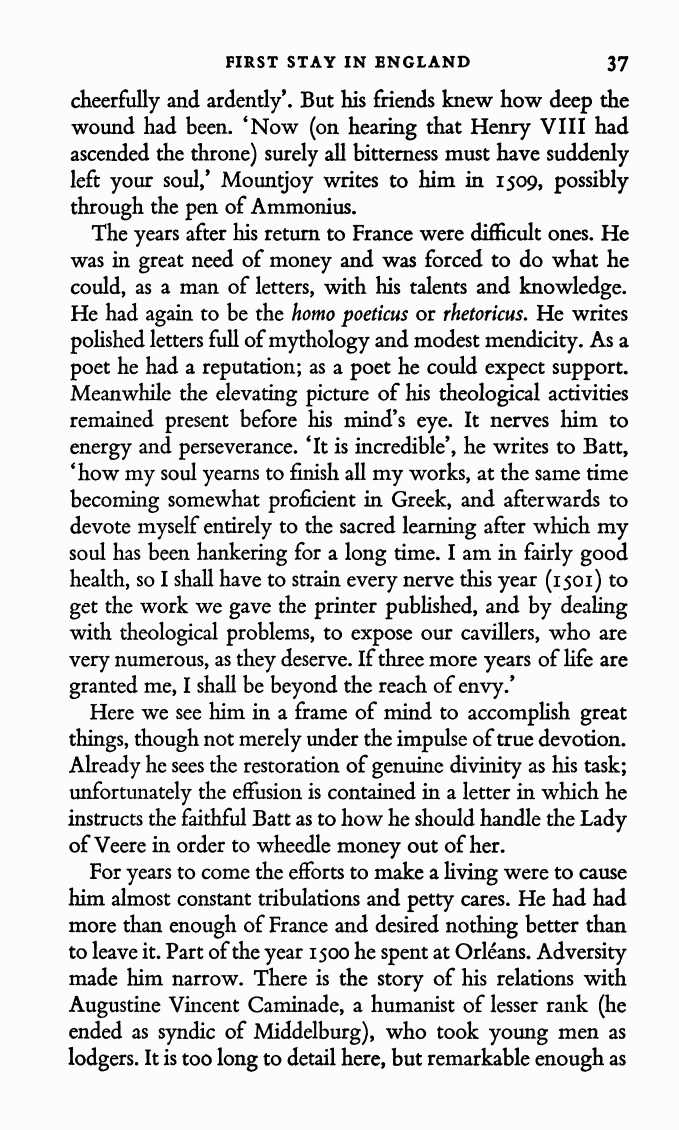 FIRST STAY IN ENGLAND 37
cheerfully and ardently’. But his friends knew how deep the
wound had been. ‘Now (on hearing that Henry VIII had
ascended the throne) surely all bitterness must have suddenly
left your soul,’ Mountjoy writes to him in 1509, possibly
through the pen of Ammonius.
The years after his return to France were difficult ones. He
was in great need of money and was forced to do what he
could, as a man of letters, with his talents and knowledge.
He had again to be the homo poeticus or rhetoricus. He writes
polished letters full of mythology and modest mendicity. As a
poet he had a reputation; as a poet he could expect support.
Meanwhile the elevating picture of his theological activities
remained present before his mind’s eye. It nerves him to
energy and perseverance. ‘It is incredible’, he writes to Batt,
‘how my soul yearns to finish all my works, at the same time
becoming somewhat proficient in Greek, and afterwards to
devote myself entirely to the sacred learning after which my
soul has been hankering for a long time. I am in fairly good
health, so I shall have to strain every nerve this year (1501) to
get the work we gave the printer published, and by dealing
with theological problems, to expose our cavillers, who are
very numerous, as they deserve. If three more years of life are
granted me, I shall be beyond the reach of envy.’
Here we see him in a frame of mind to accomplish great
things, though not merely under the impulse of true devotion.
Already he sees the restoration of genuine divinity as his task;
unfortunately the effusion is contained in a letter in which he
instructs the faithful Batt as to how he should handle the Lady
of Veere in order to wheedle money out of her.
For years to come the efforts to make a living were to cause
him almost constant tribulations and petty cares. He had had
more than enough of France and desired nothing better than
to leave it. Part of the year 1500 he spent at Orléans. Adversity
made him narrow. There is the story of his relations with
Augustine Vincent Caminade, a humanist of lesser rank (he
ended as syndic of Middelburg), who took young men as
lodgers. It is too long to detail here, but remarkable enough as